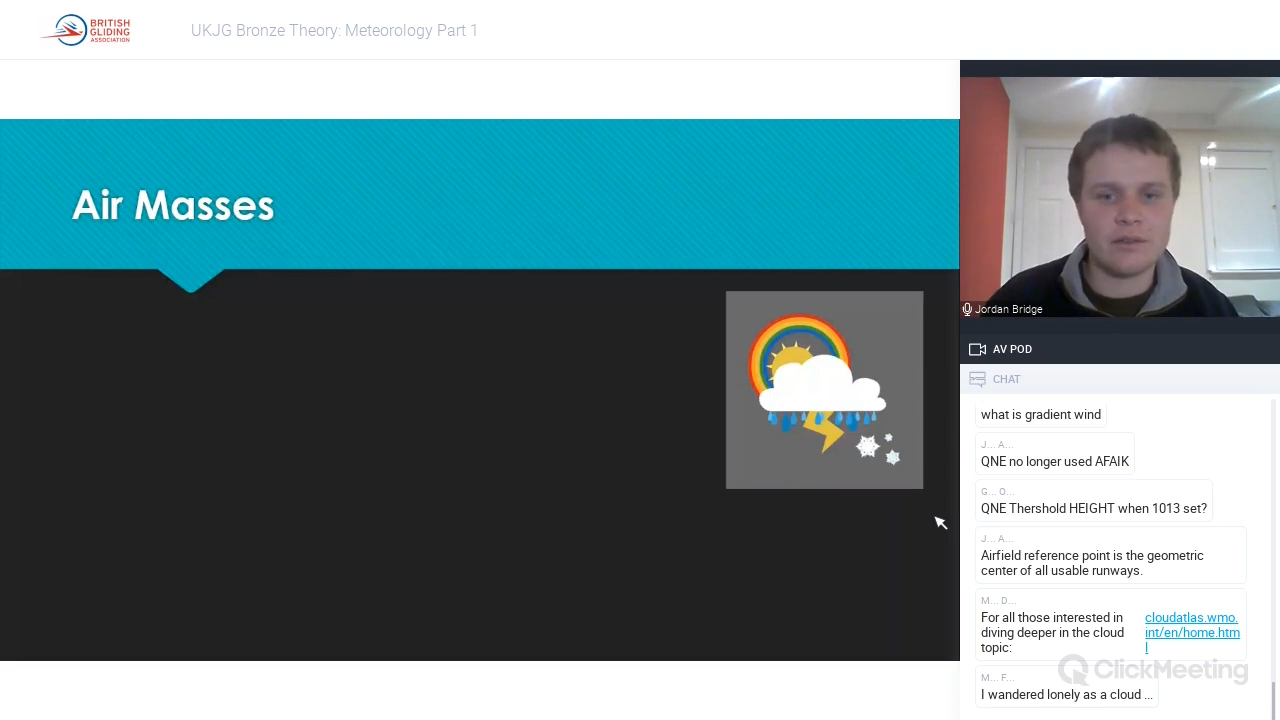 BRITISH
GLIDING
ASSOCIATION
UKJG Bronze Theory: Meteorology Part 1
Air Masses
Jordan Bridge
AV POD
CHAT
what is gradient wind
J... A...
QNE no longer used AFAIK
G... O...
QNE Thershold HEIGHT when 1013 set?
J... A...
Airfield reference point is the geometric
center of all usable runways.
M... D...
For all those interested in
diving deeper in the cloud
topic:
cloudatlas.wmo.
int/en/home.htm
l
M... F...
I wandered lonely as a cloud ...
ClickMeeting